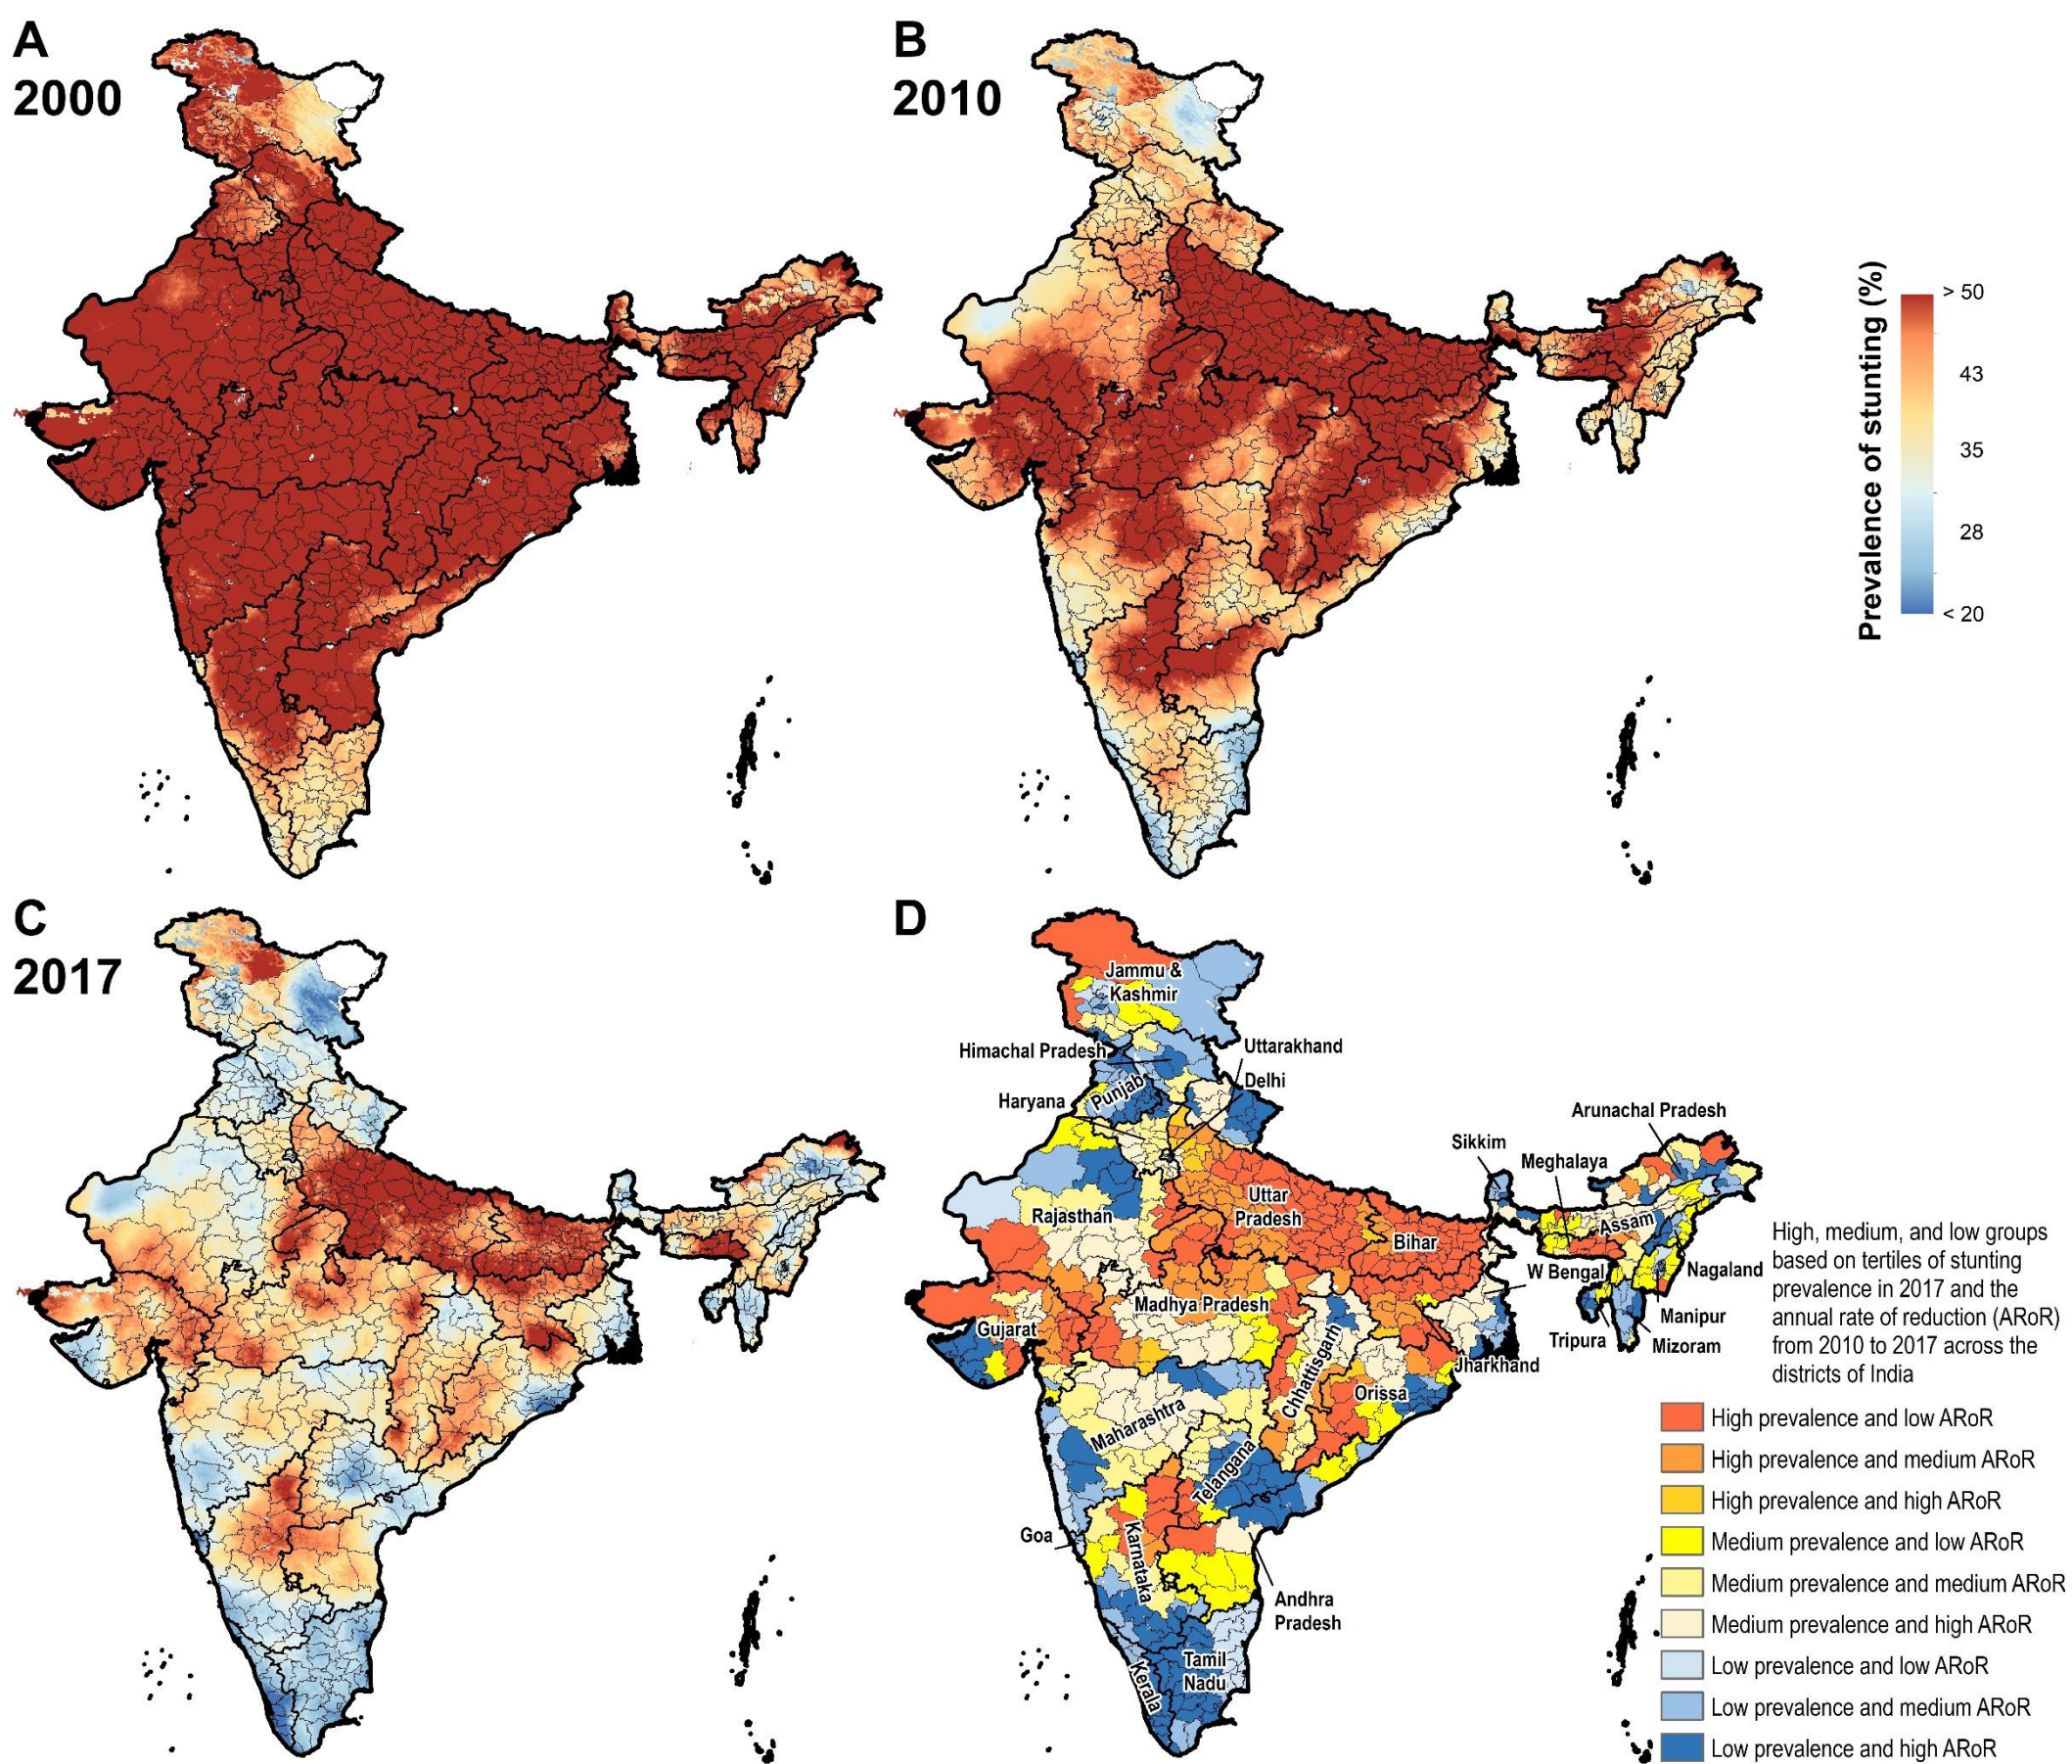 A
2000
B
2010
Prevalence of stunting (%)
> 50
43
35
28
< 20
C
2017
D
Jammu &
Kashmir
Himachal Pradesh
Uttarakhand
Delhi
Punjab
Haryana
Arunachal Pradesh
Sikkim
Meghalaya
Uttar
Pradesh
Rajasthan
Assam
Bihar
W Bengal
Nagaland
Madhya Pradesh
Manipur
Gujarat
Tripura
Mizoram
Jharkhand
Chhattisgarh
Orissa
Maharashtra
Telangana
Goa
Karnataka
Andhra
Pradesh
Tamil
Nadu
Kerala
High, medium, and low groups
based on tertiles of stunting
prevalence in 2017 and the
annual rate of reduction (ARoR)
from 2010 to 2017 across the
districts of India
High prevalence and low ARoR
High prevalence and medium ARoR
High prevalence and high ARoR
Medium prevalence and low ARoR
Medium prevalence and medium ARoR
Medium prevalence and high ARoR
Low prevalence and low ARoR
Low prevalence and medium ARoR
Low prevalence and high ARoR